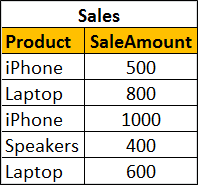 Sales
Product SaleAmount
iPhone 500
Laptop 800
iPhone 1000
Speakers 400
Laptop 600